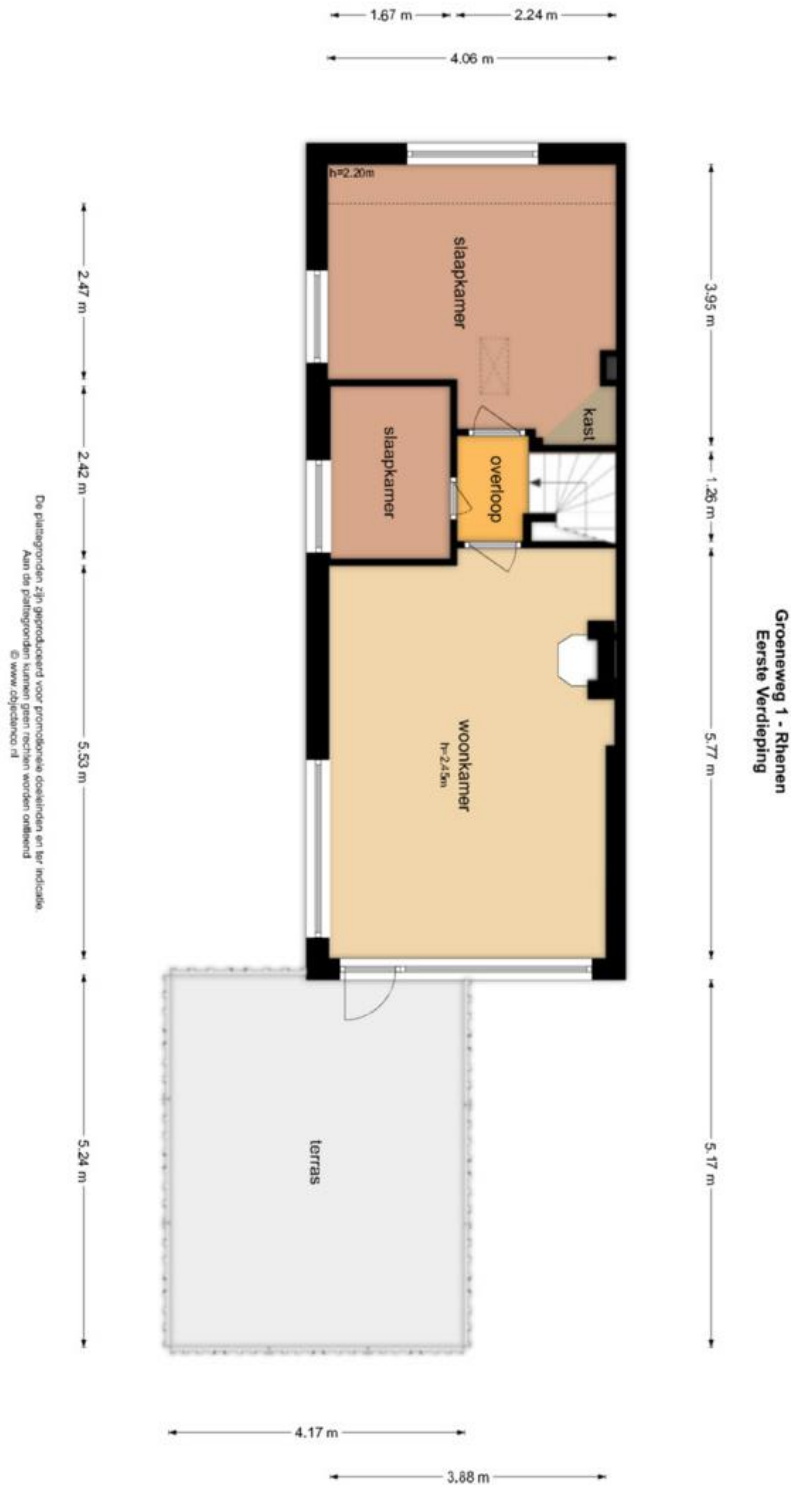 1.67 m
2.24 m
4.06 m
h=2.20m
slaapkamer
2.47 m
3.95 m
kast
slaapkamer
overloop
2.42 m
1.26 m
Groeneweg 1 - Rhenen
Eerste Verdieping
woonkamer
h=2.45m
5.53 m
5.77 m
De plattegronden zijn geproduceerd voor promotionele doeleinden en ter indicatie.
Aan de plattegronden kunnen geen rechten worden ontleend
© www.objectenco.nl
terras
5.24 m
5.17 m
4.17 m
3.88 m